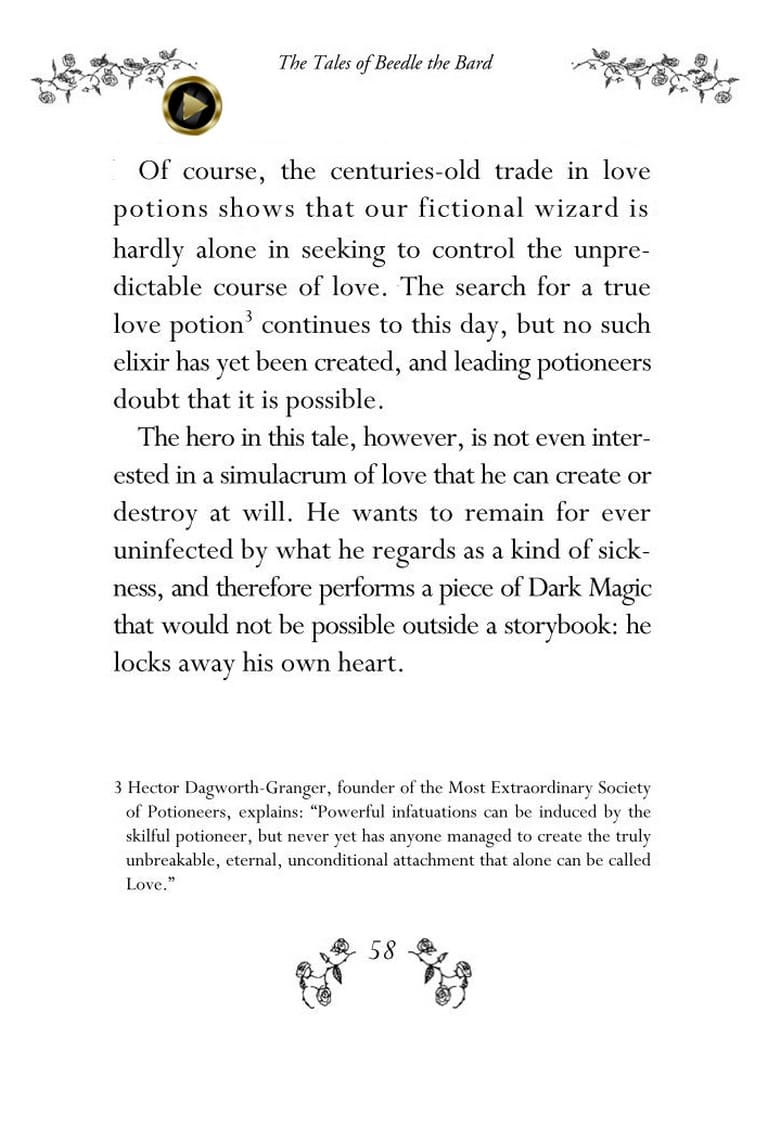 The Tales of Beedle the Bard
Of course, the centuries-old trade in love
potions shows that our fictional wizard is
hardly alone in seeking to control the unpre-
dictable course of love. The search for a true
love potion³ continues to this day, but no such
elixir has yet been created, and leading potioneers
doubt that it is possible.
The hero in this tale, however, is not even inter-
ested in a simulacrum of love that he can create or
destroy at will. He wants to remain for ever
uninfected by what he regards as a kind of sick-
ness, and therefore performs a piece of Dark Magic
that would not be possible outside a storybook: he
locks away his own heart.
3 Hector Dagworth-Granger, founder of the Most Extraordinary Society
of Potioneers, explains: “Powerful infatuations can be induced by the
skilful potioneer, but never yet has anyone managed to create the truly
unbreakable, eternal, unconditional attachment that alone can be called
Love.”
58